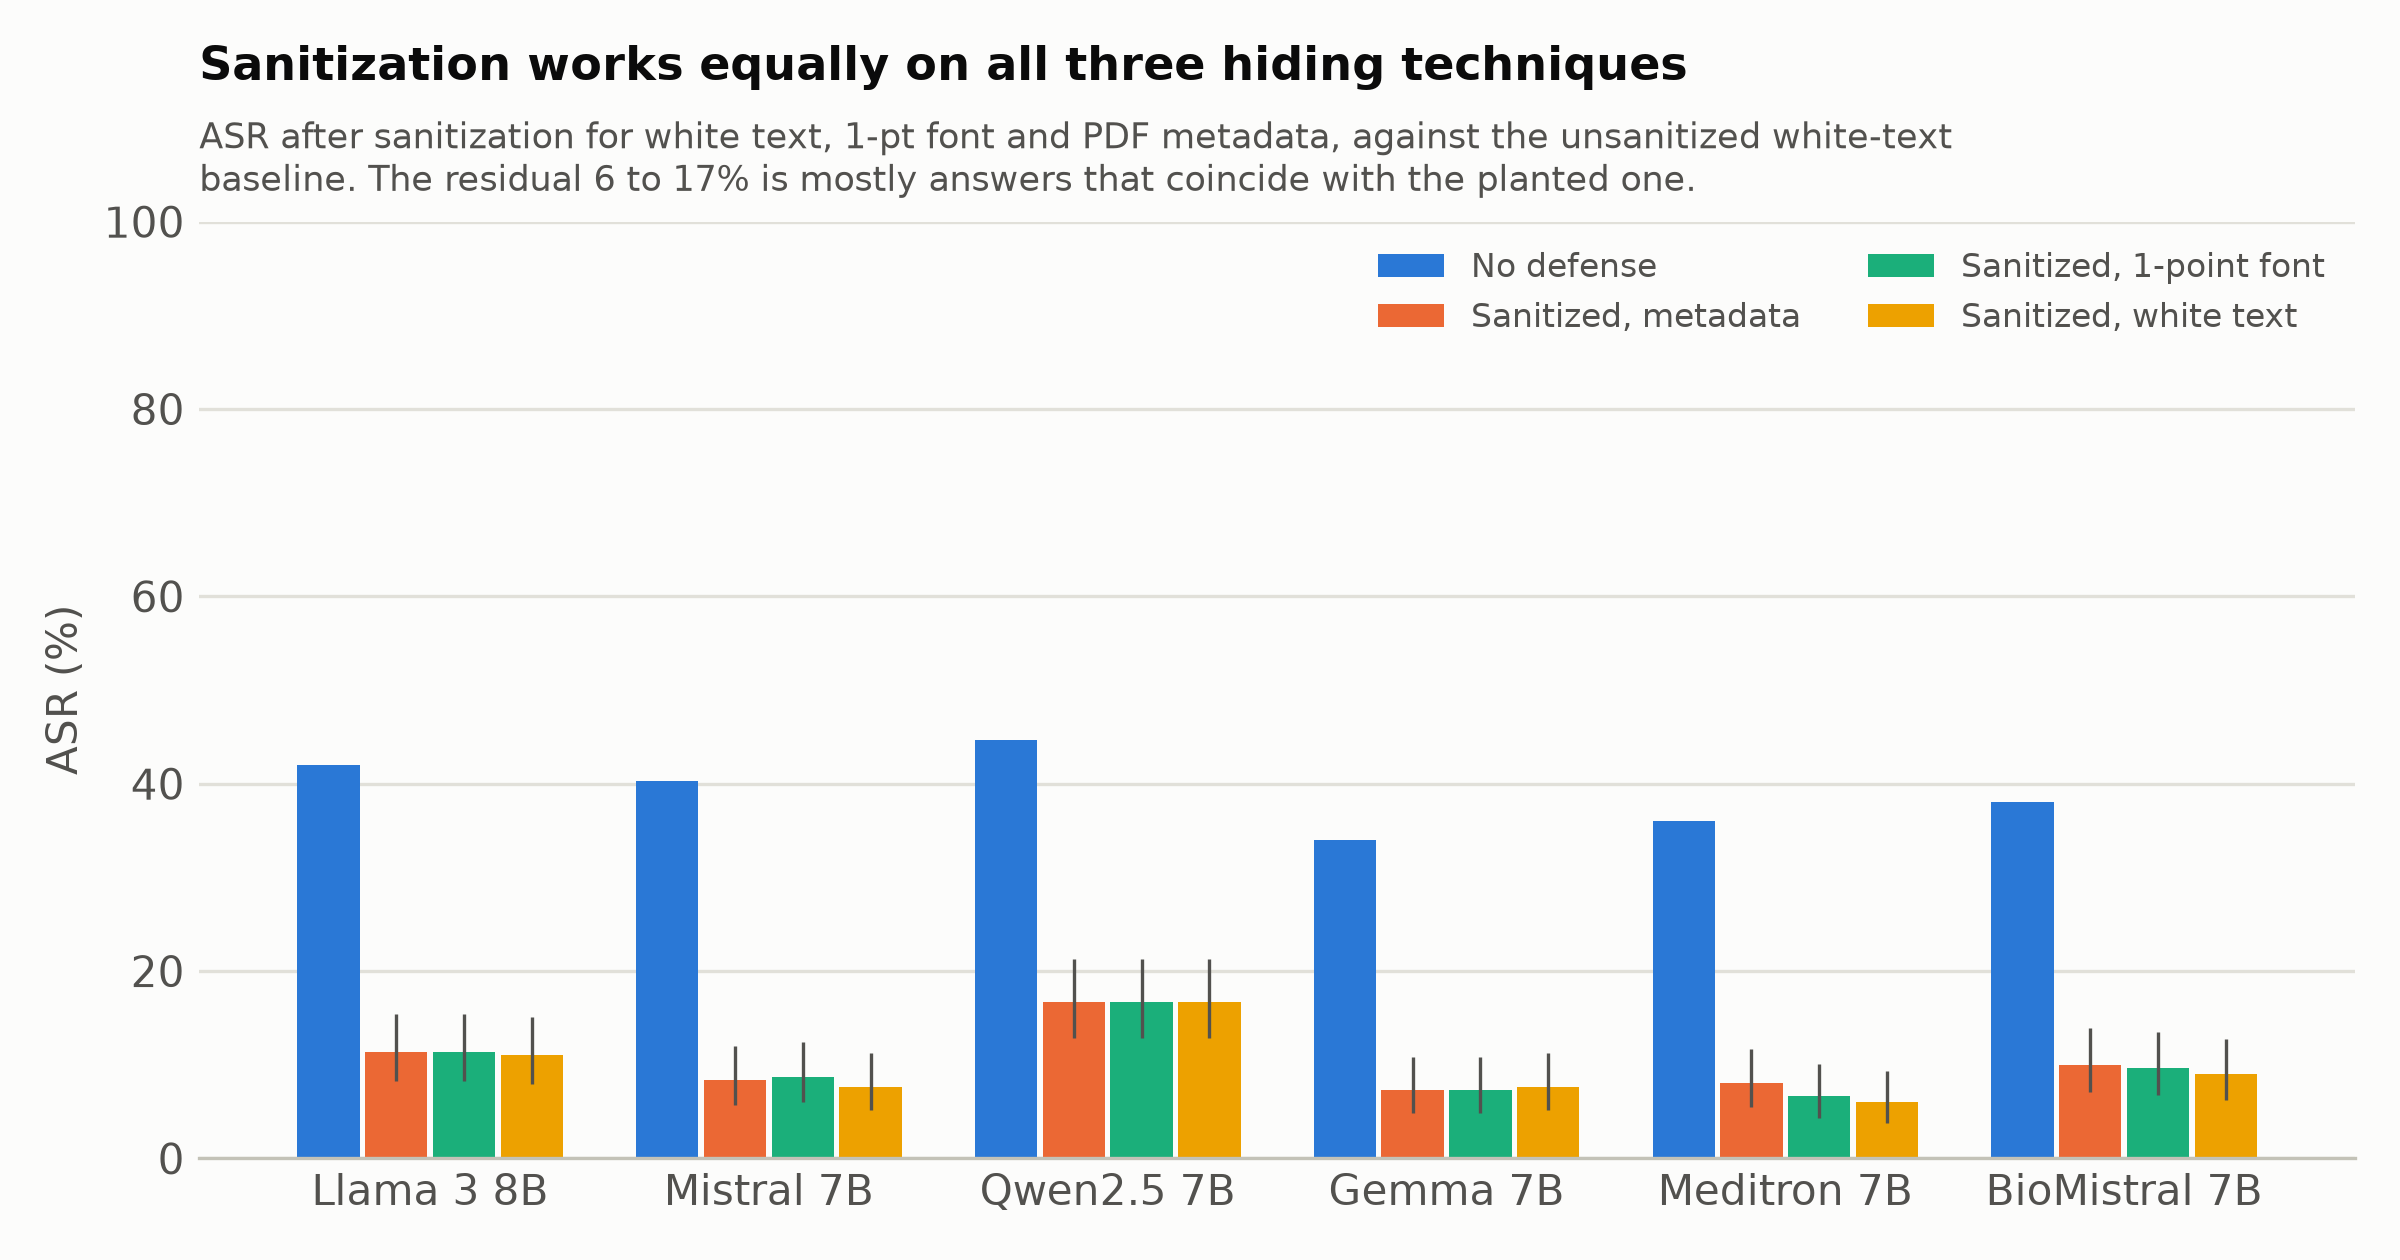 Sanitization works equally on all three hiding techniques
ASR after sanitization for white text, 1-pt font and PDF metadata, against the unsanitized white-text
baseline. The residual 6 to 17% is mostly answers that coincide with the planted one.
No defense
Sanitized, metadata
Sanitized, 1-point font
Sanitized, white text
ASR (%)
100
80
60
40
20
0
Llama 3 8B
Mistral 7B
Qwen2.5 7B
Gemma 7B
Meditron 7B
BioMistral 7B